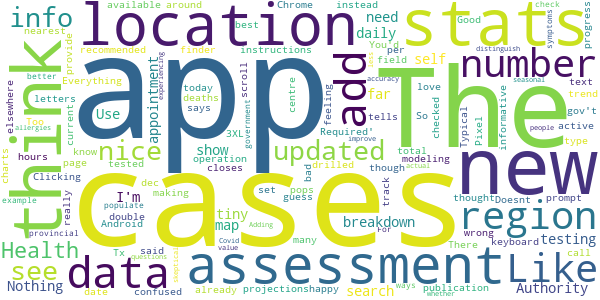 app
cases
The
new
location
stats
think
data
assessment
Like
region
number
updated
nice
add
info
Health
see
Nothing
Authority
testing
search
breakdown
map
tiny
show
far
need
daily
self
appointment
Use
I'm
double
available around
Chrome
instead
check
symptoms
progress
Good
You'd
per
field
text
trend
gov't
active
type
informative
Typical
Pixel
prompt
people
seasonal
distinguish
accuracy
improve
actual
Required'
love
So
checked
tells
total
modeling
drilled
though
bad
feeling
government
centre
scroll
3XL
says
today
deaths
operation
closes
experiencing
instructions
best
finder
recommended
nearest
provide
Everything
letters
current
Too
better
allergies
elsewhere
charts
know
page
hours
tested
Clicking
really
example
populate
provincial
Android
making
dec
set
pops
guess
track
For
many
There
wrong
thought
Doesnt
keyboard
call
ways
publication
whether
projections
happy
Adding
Covid
value
questions
skeptical
said
Tx
already
confused
date